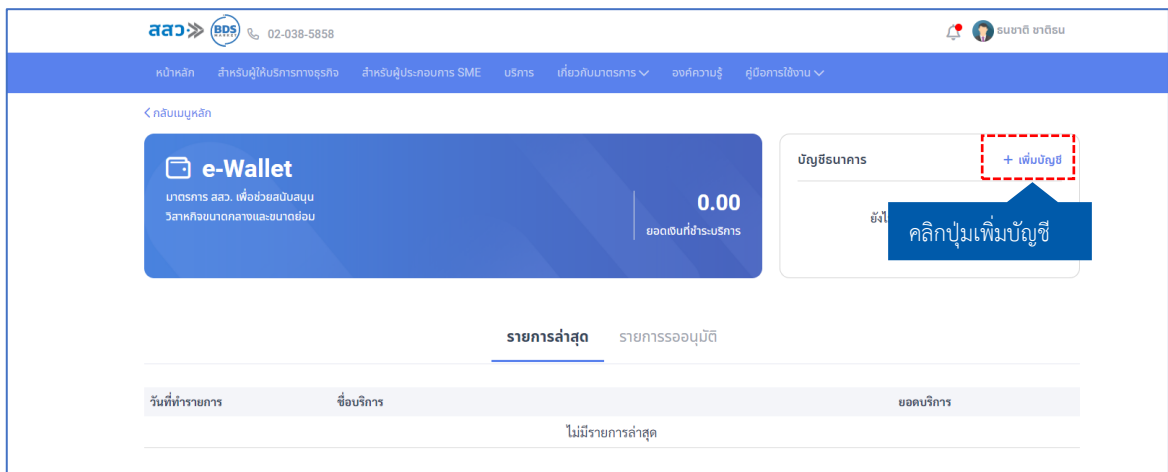 สสว BDS MARKET 02-038-5858 ธนชาติ ชาติธน
หน้าหลัก สำหรับผู้ให้บริการทางธุรกิจ สำหรับผู้ประกอบการ SME บริการ เกี่ยวกับมาตรการ องค์ความรู้ คู่มือการใช้งาน
กลับเมนูหลัก
e-Wallet
มาตรการ สสว. เพื่อช่วยสนับสนุน
วิสาหกิจขนาดกลางและขนาดย่อม
0.00
ยอดเงินที่ชำระบริการ
บัญชีธนาคาร + เพิ่มบัญชี
คลิกปุ่มเพิ่มบัญชี
รายการล่าสุด รายการรออนุมัติ
วันที่ทำรายการ ชื่อบริการ ยอดบริการ
ไม่มีรายการล่าสุด